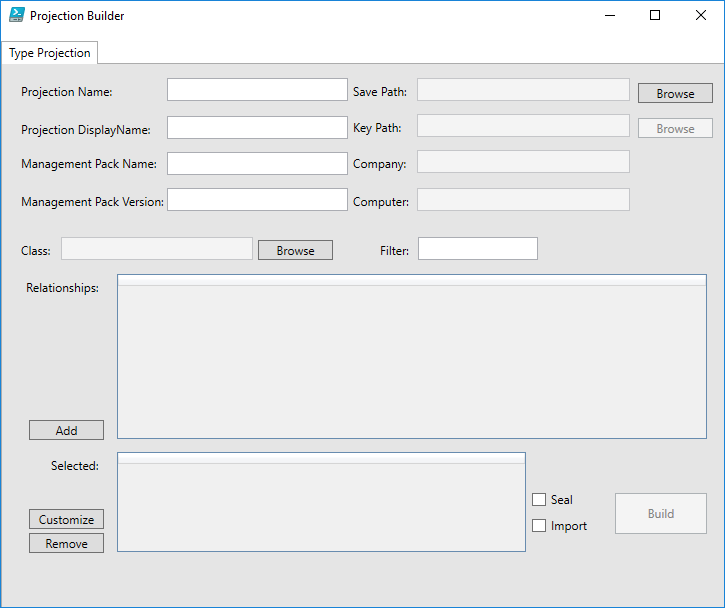 Projection Builder
Type Projection
Projection Name:
Save Path:
Browse
Projection DisplayName:
Key Path:
Browse
Management Pack Name:
Company:
Management Pack Version:
Computer:
Class:
Browse
Filter:
Relationships:
Add
Selected:
Seal
Build
Customize
Import
Remove